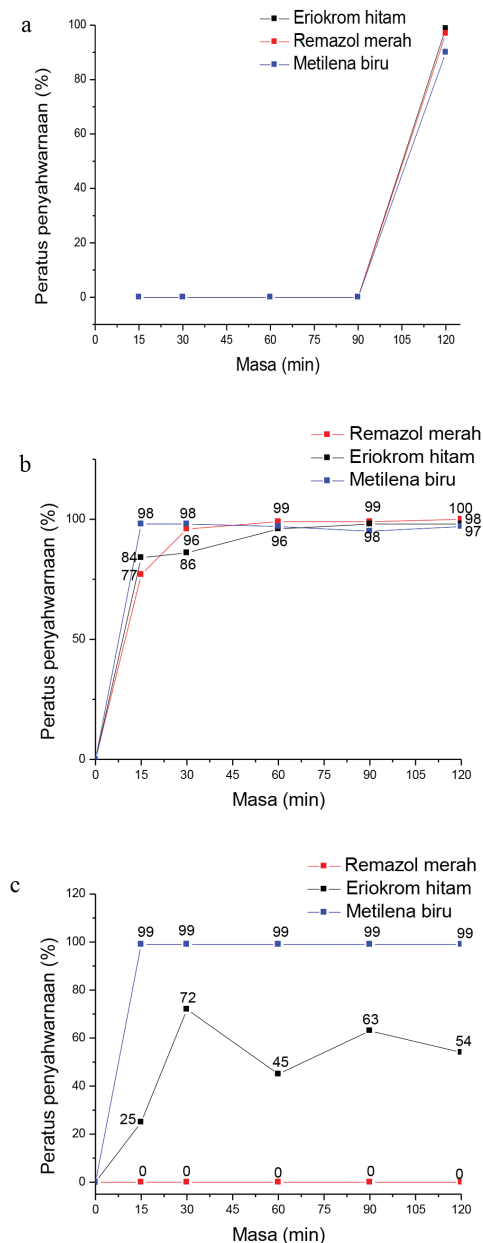 a
Eriokrom hitam
Remazol merah
Metilena biru
Peratus penyahwarnaan (%)
100
80
60
40
20
0
0 15 30 45 60 75 90 105 120
Masa (min)
b
Remazol merah
Eriokrom hitam
Metilena biru
Peratus penyahwarnaan (%)
100
50
0
98 98 99 99 100
98
97
84
77
96
86
96
98
0 15 30 45 60 75 90 105 120
Masa (min)
c
Remazol merah
Eriokrom hitam
Metilena biru
Peratus penyahwarnaan (%)
120
100
80
60
40
20
0
99 99 99 99 99
72
63
54
45
25
0 0 0 0 0
0 15 30 45 60 75 90 105 120
Masa (min)